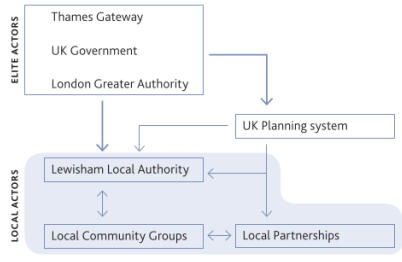 ELITE ACTORS
Thames Gateway
UK Government
London Greater Authority
UK Planning system
LOCAL ACTORS
Lewisham Local Authority
Local Community Groups
Local Partnerships